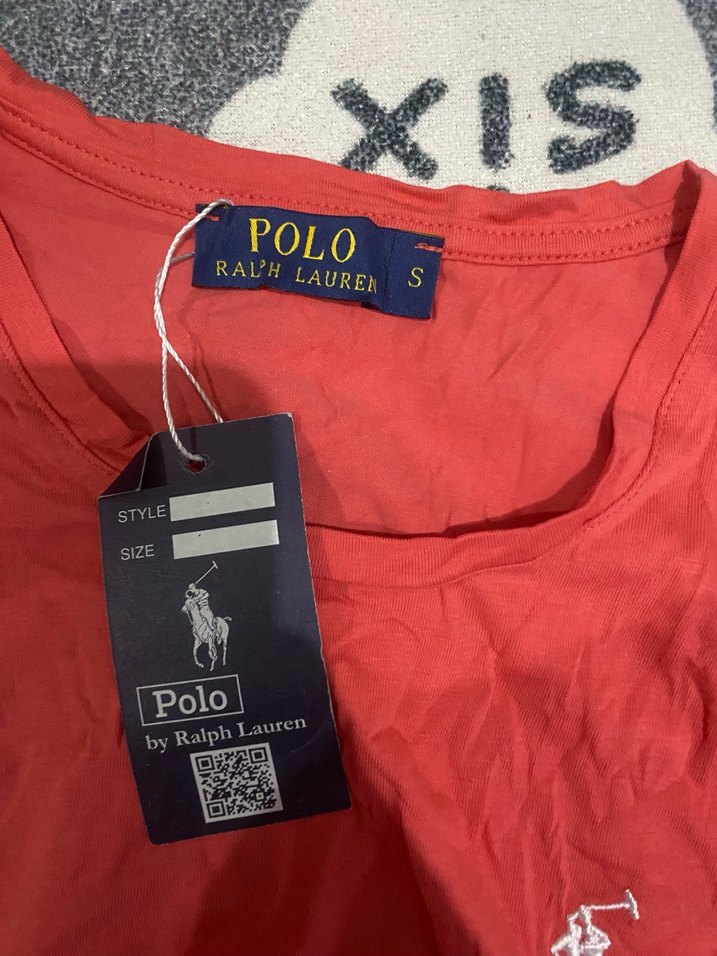 XIS
POLO
RALPH LAUREN
S
STYLE
SIZE
Polo
by Ralph Lauren